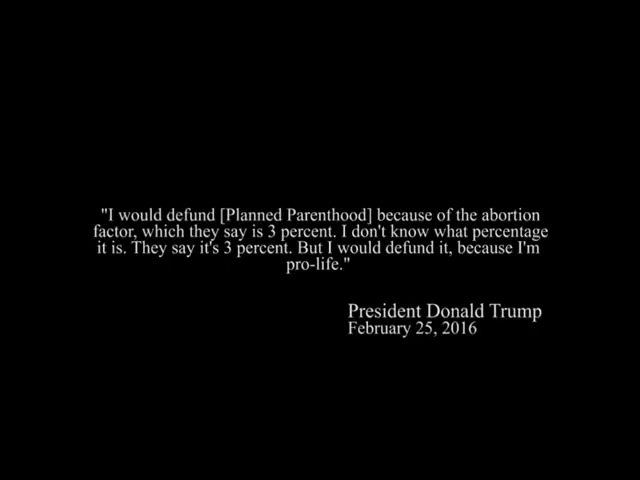 "I would defund [Planned Parenthood] because of the abortion
factor, which they say is 3 percent. I don't know what percentage
it is. They say it's 3 percent. But I would defund it, because I'm
pro-life."
President Donald Trump
February 25, 2016